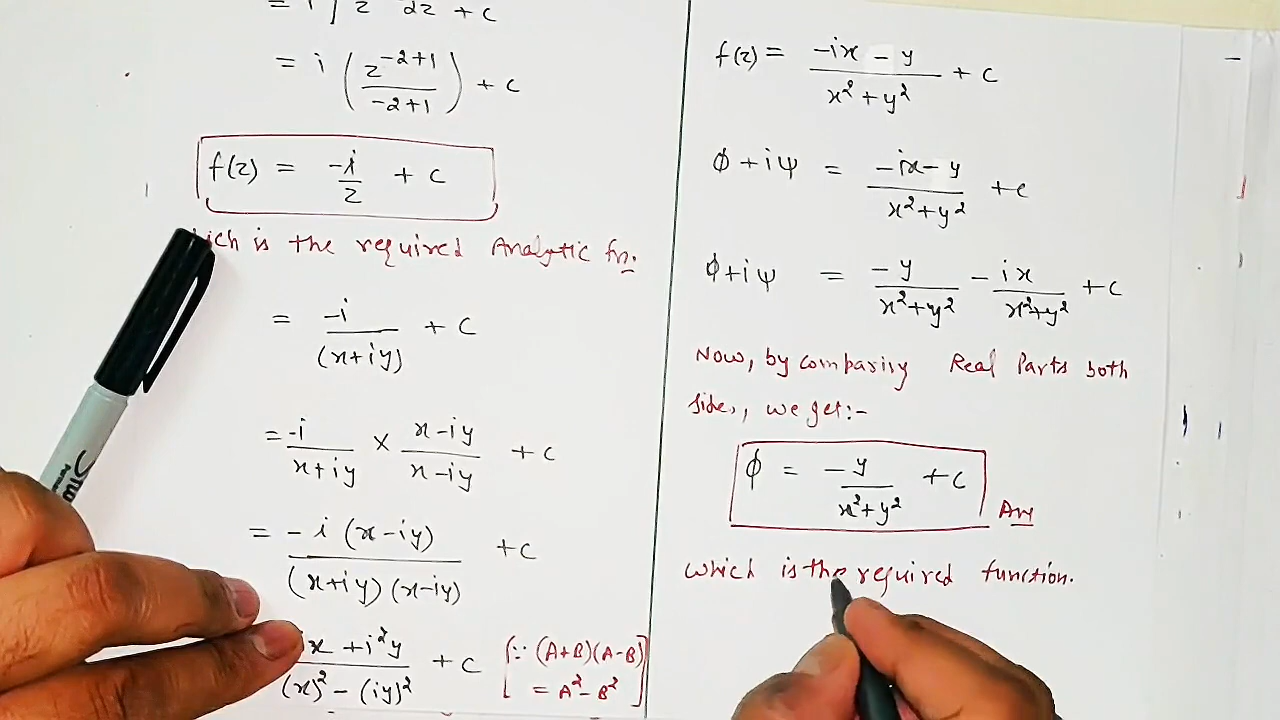 = i ∫ z dz + c
= i ( z^{-2+1} / -2+1 ) + c
f(z) = -i/z + c
which is the required Analytic fn.
= -i / (x+iy) + c
= -i / x+iy × x-iy / x-iy + c
= -i (x-iy) / (x+iy)(x-iy) + c
x + i²y / (x)² - (iy)² + c [∵ (A+B)(A-B)
= A² - B²]
f(z) = -ix - y / x²+y² + c
φ + iψ = -ix - y / x²+y² + c
φ + iψ = -y / x²+y² - ix / x²+y² + c
Now, by comparing Real Parts both
side,, we get:-
φ = -y / x²+y² + c
Ans
which is the required function.